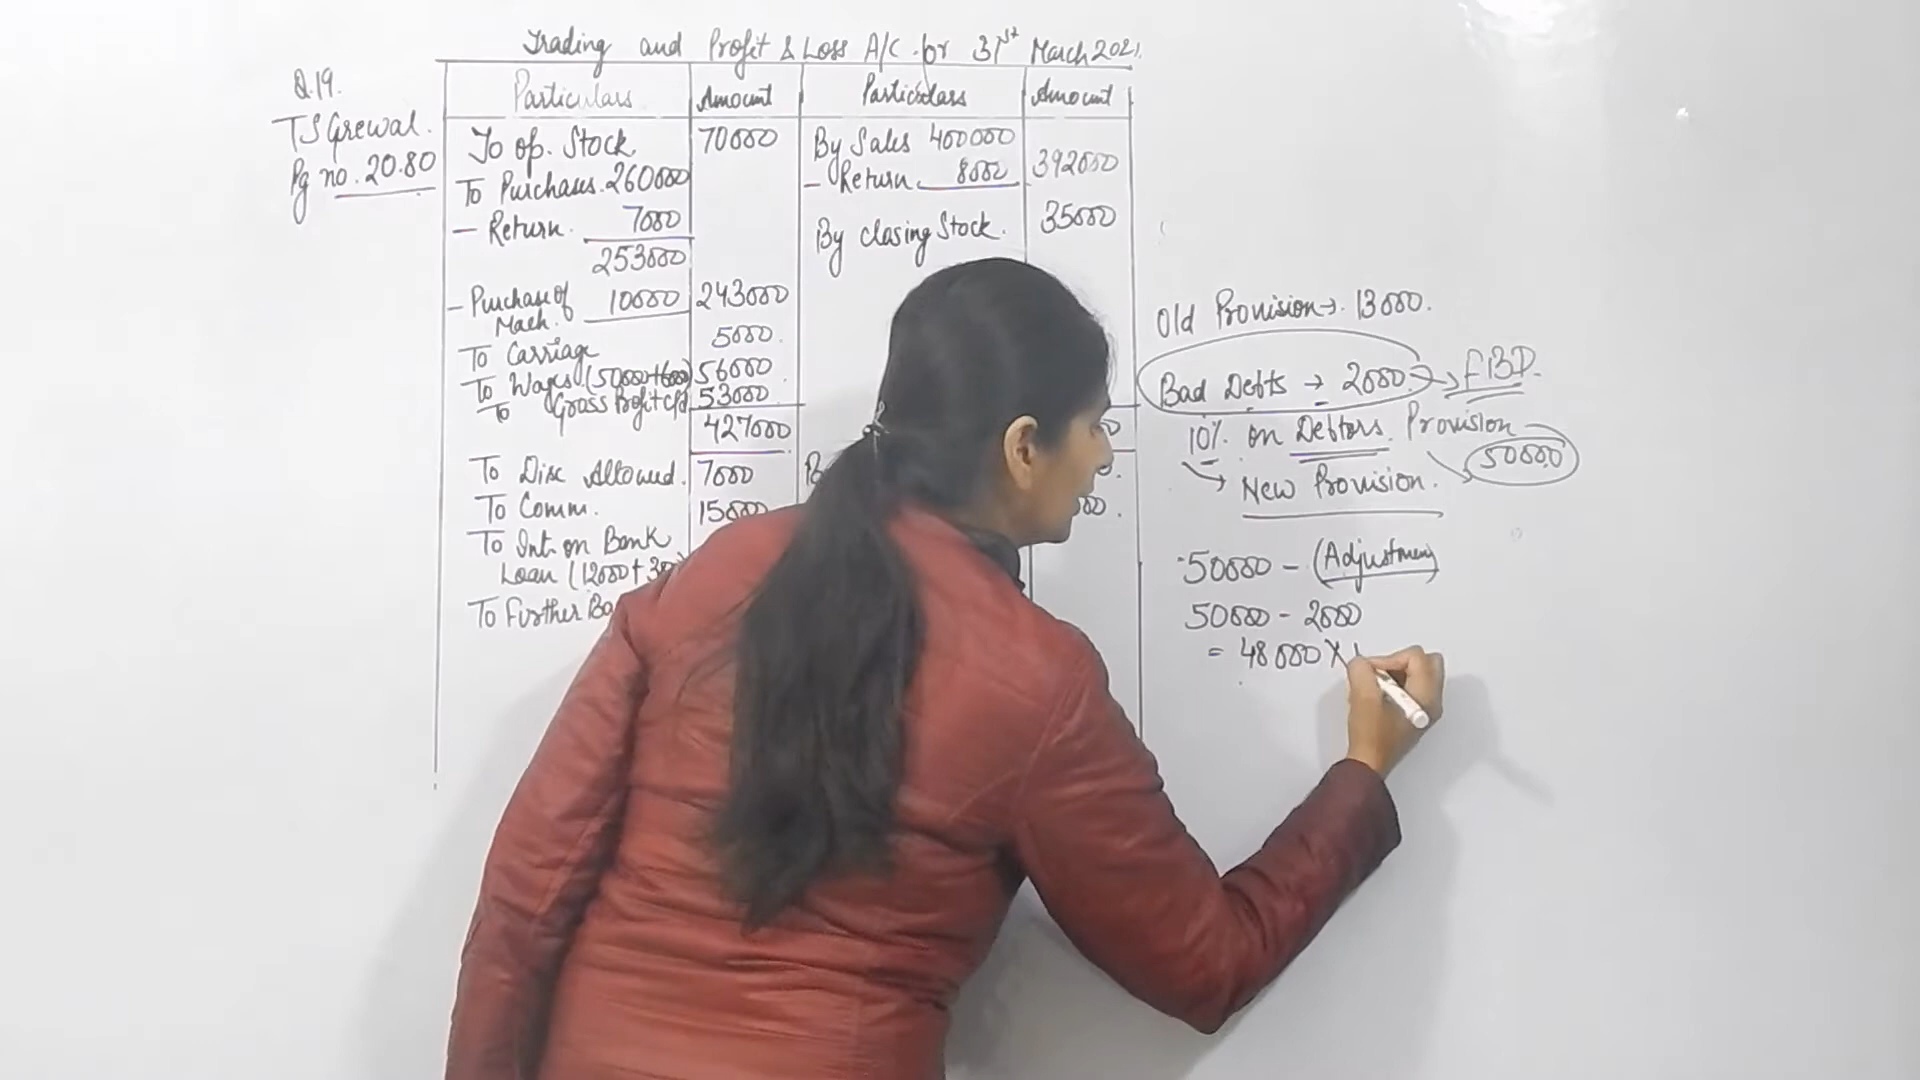 Trading and Profit & Loss A/C for 31st March 2021.
Q.19.
TS Grewal.
Pg no. 20.80
Particulars Amount Particulars Amount
To op. Stock 70000 By Sales 400000
- Return 8000 392000
To Purchases 260000
- Return. 7000 By closing Stock. 35000
253000
- Purchase of Mach. 10000 243000
To Carriage 5000
To Wages (50000+6000) 56000
To Gross Profit c/d 53000
427000
To Disc Allowed. 7000
To Comm. 15000
To Int. on Bank
Loan (12000+
To Further
Old Provision → 13000.
Bad Debts → 2000 → FBD.
10% on Debtors Provision
50000
→ New Provision.
50000 - (Adjustment)
50000 - 2000
= 48000 X